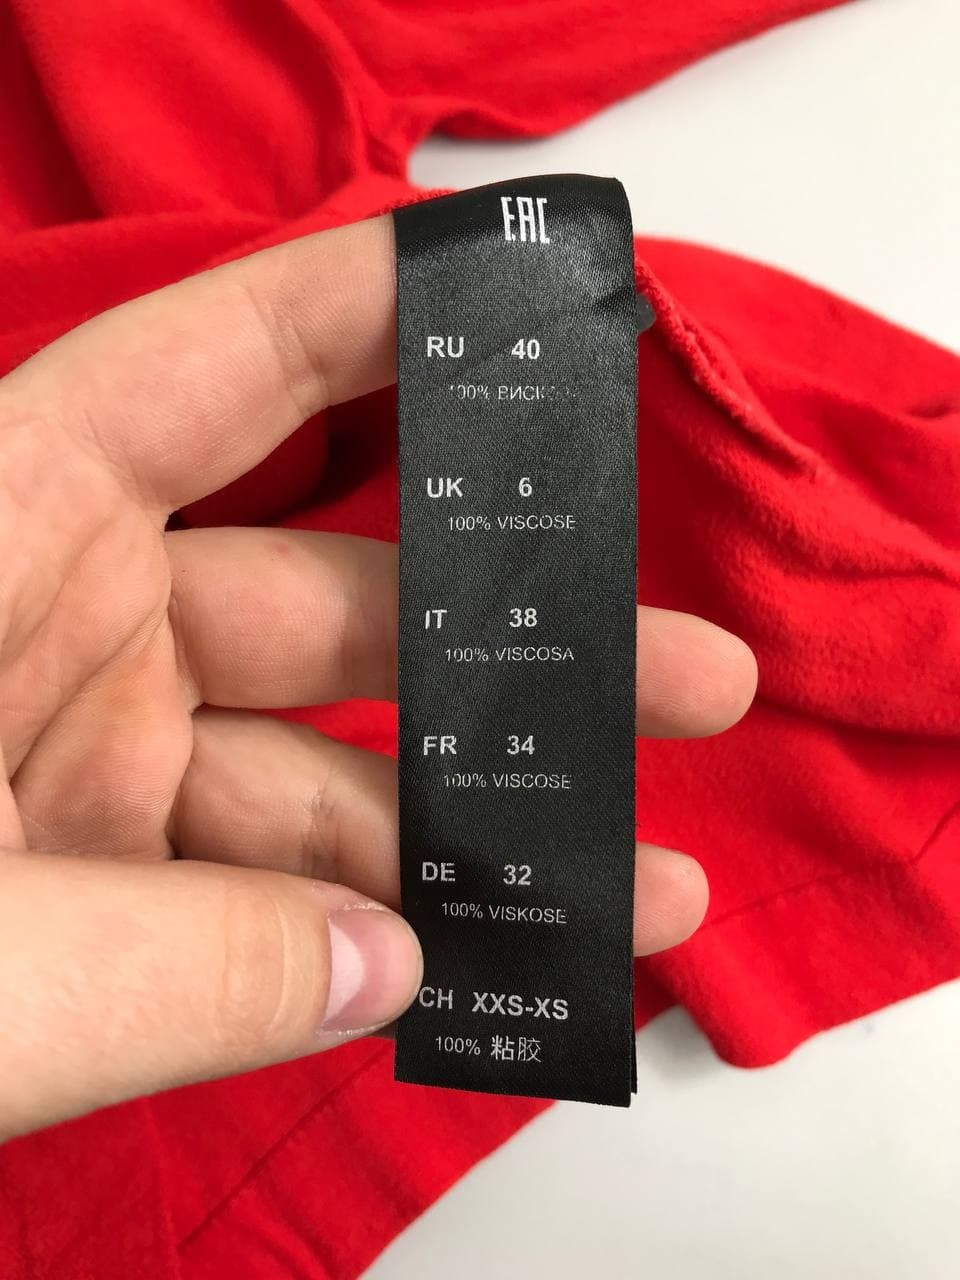 EAC
RU 40
100%
UK 6
100% VISCOSE
IT 38
100% VISCOSA
FR 34
100% VISCOSE
DE 32
100% VISKOSE
CH XXS-XS
100% 粘胶